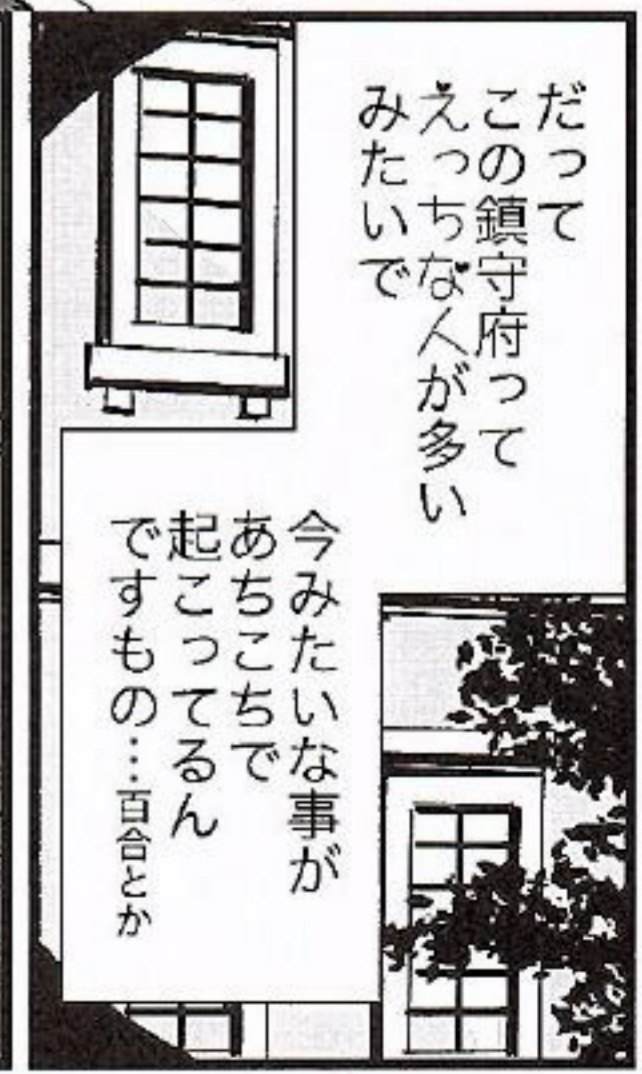 だって
この鎮守府って
えっちな人が多い
みたいで
今みたいな事が
あちこちで
起こってるん
ですもの…百合とか